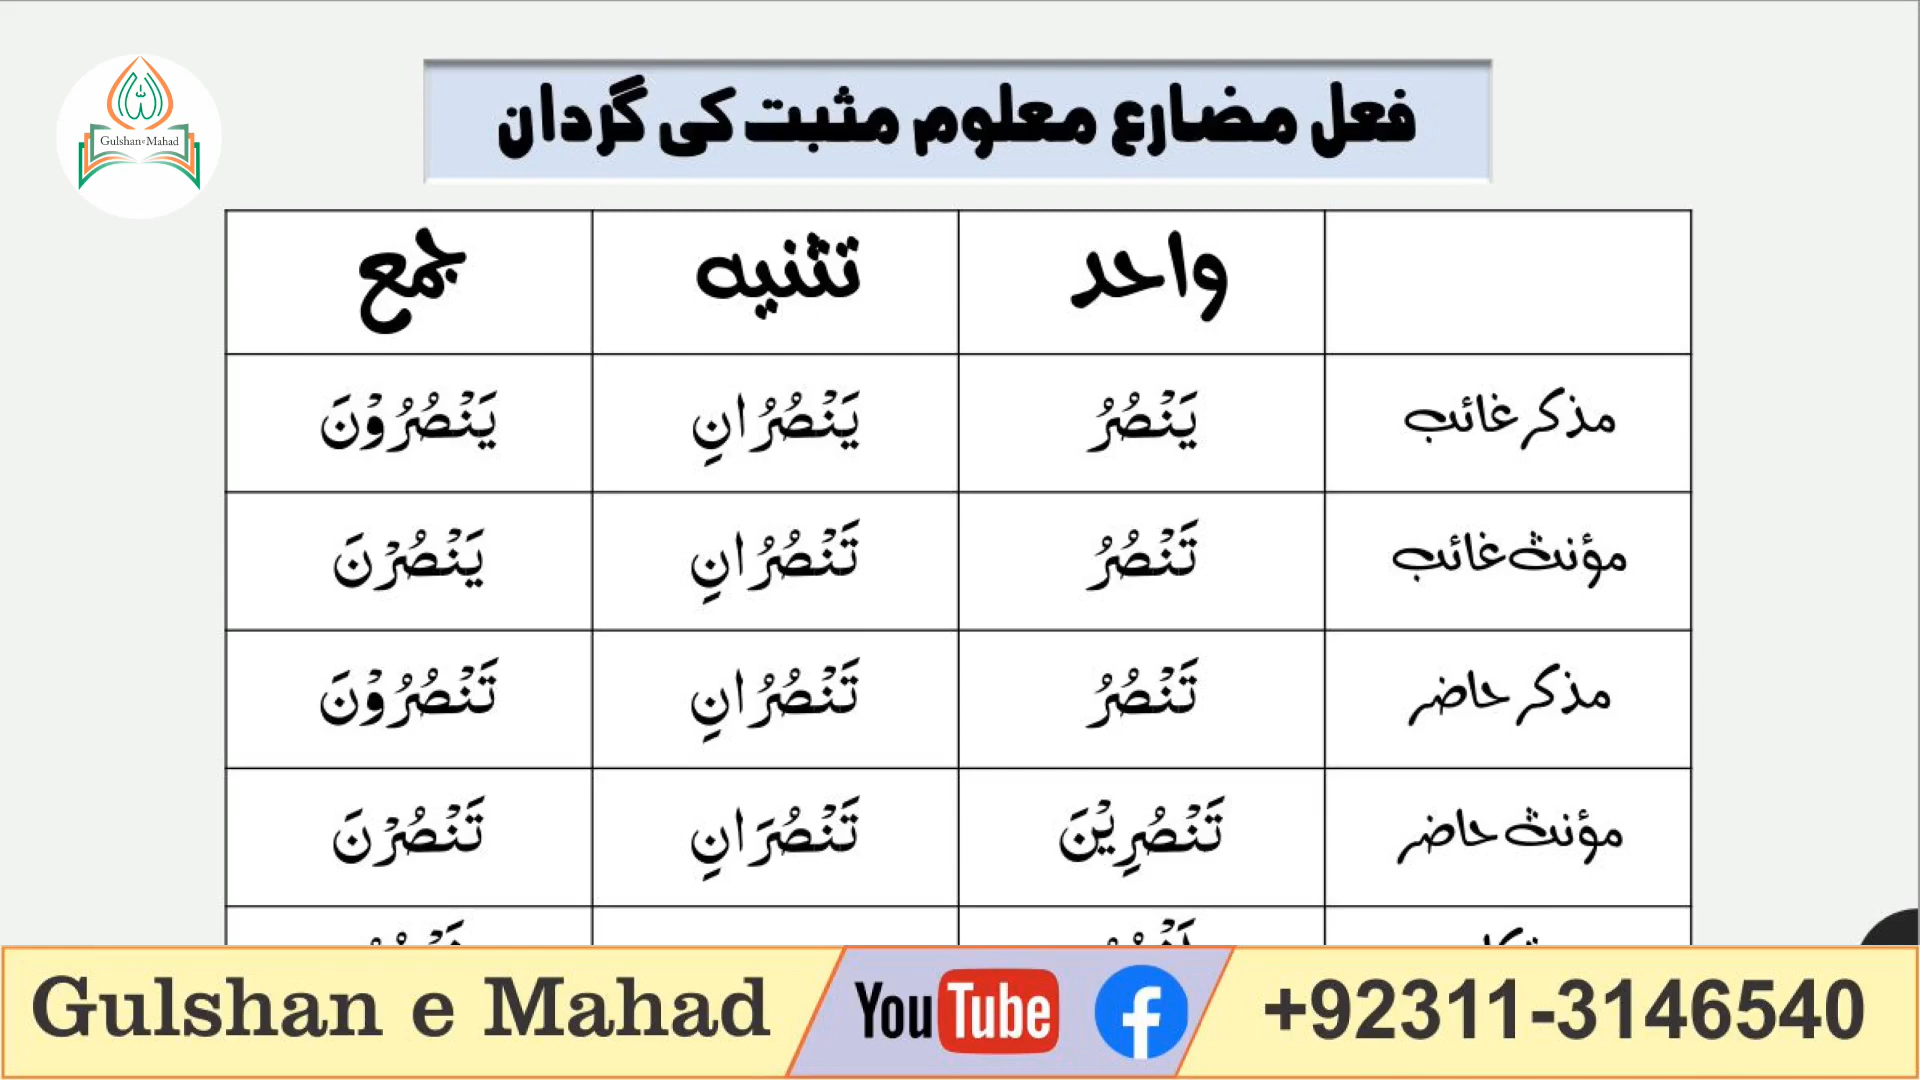 Gulshan e Mahad
فعل مضارع معلوم مثبت کی گردان
واحد تثنیہ جمع
مذکر غائب يَنْصُرُ يَنْصُرُانِ يَنْصُرُوْنَ
مؤنث غائب تَنْصُرُ تَنْصُرُانِ يَنْصُرْنَ
مذکر حاضر تَنْصُرُ تَنْصُرُانِ تَنْصُرُوْنَ
مؤنث حاضر تَنْصُرِيْنَ تَنْصُرَانِ تَنْصُرْنَ
Gulshan e Mahad YouTube f +92311-3146540